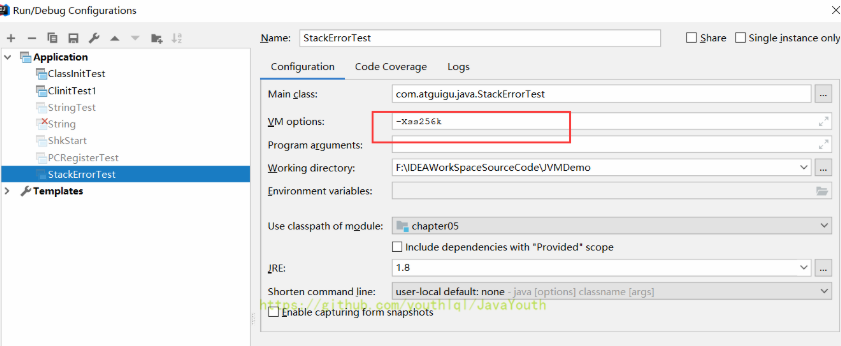 Run/Debug Configurations
Name: StackErrorTest Share Single instance only
Application
ClassInitTest
ClinitTest1
StringTest
String
ShkStart
PCRegisterTest
StackErrorTest
Templates
Configuration Code Coverage Logs
Main class: com.atguigu.java.StackErrorTest ...
VM options: -Xss256k
Program arguments:
Working directory: F:\IDEAWorkSpaceSourceCode\JVMDemo ...
Environment variables:
Use classpath of module: chapter05
Include dependencies with "Provided" scope
JRE: 1.8 ...
Shorten command line: user-local default: none - java [options] classname [args]
https://github.com/youthlql/JavaYouth
Enable capturing form snapshots